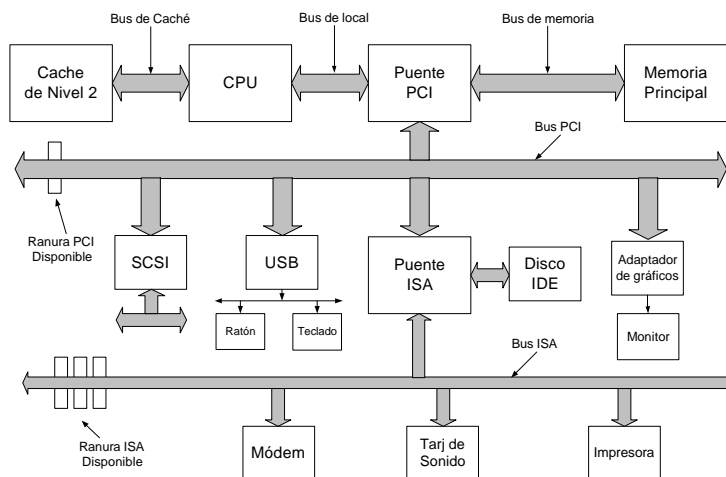 Bus de Caché
Bus de local
Bus de memoria
Cache
de Nivel 2
CPU
Puente
PCI
Memoria
Principal
Bus PCI
Ranura PCI
Disponible
SCSI
USB
Puente
ISA
Disco
IDE
Adaptador
de gráficos
Ratón
Teclado
Monitor
Bus ISA
Ranura ISA
Disponible
Módem
Tarj de
Sonido
Impresora